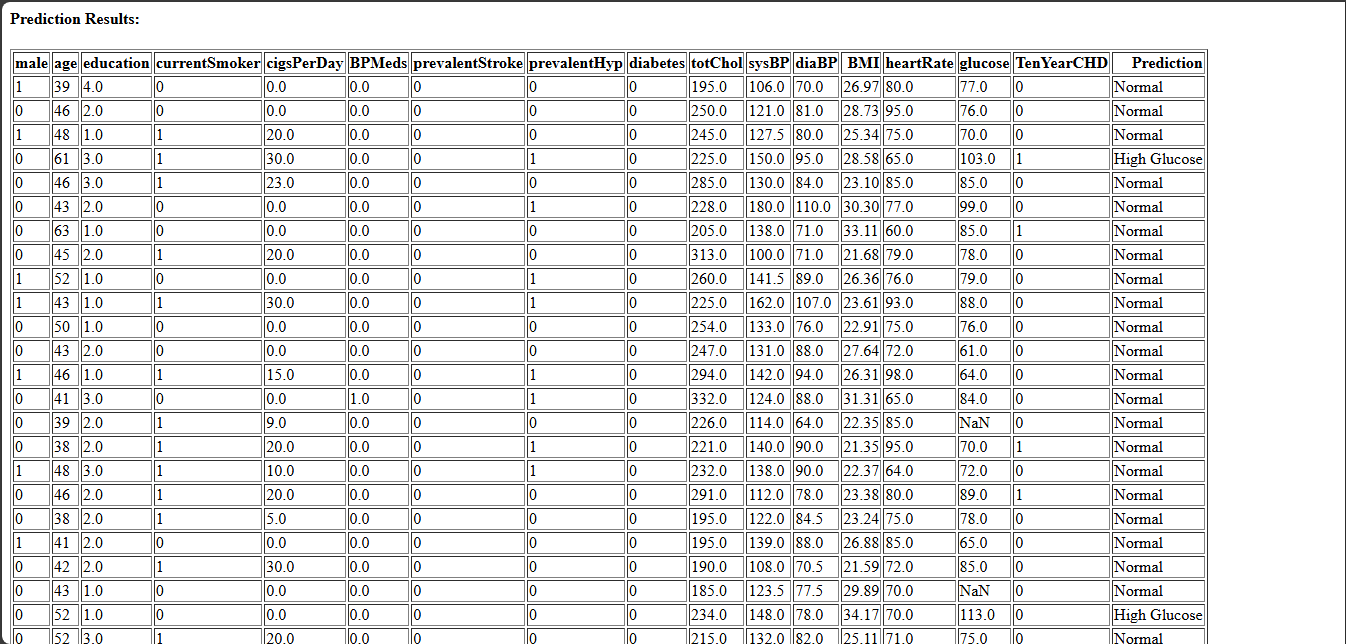 Prediction Results:
male age education currentSmoker cigsPerDay BPMeds prevalentStroke prevalentHyp diabetes totChol sysBP diaBP BMI heartRate glucose TenYearCHD Prediction
1 39 4.0 0 0.0 0.0 0 0 0 195.0 106.0 70.0 26.97 80.0 77.0 0 Normal
0 46 2.0 0 0.0 0.0 0 0 0 250.0 121.0 81.0 28.73 95.0 76.0 0 Normal
1 48 1.0 1 20.0 0.0 0 0 0 245.0 127.5 80.0 25.34 75.0 70.0 0 Normal
0 61 3.0 1 30.0 0.0 0 1 0 225.0 150.0 95.0 28.58 65.0 103.0 1 High Glucose
0 46 3.0 1 23.0 0.0 0 0 0 285.0 130.0 84.0 23.10 85.0 85.0 0 Normal
0 43 2.0 0 0.0 0.0 0 1 0 228.0 180.0 110.0 30.30 77.0 99.0 0 Normal
0 63 1.0 0 0.0 0.0 0 0 0 205.0 138.0 71.0 33.11 60.0 85.0 1 Normal
0 45 2.0 1 20.0 0.0 0 0 0 313.0 100.0 71.0 21.68 79.0 78.0 0 Normal
1 52 1.0 0 0.0 0.0 0 1 0 260.0 141.5 89.0 26.36 76.0 79.0 0 Normal
1 43 1.0 1 30.0 0.0 0 1 0 225.0 162.0 107.0 23.61 93.0 88.0 0 Normal
0 50 1.0 0 0.0 0.0 0 0 0 254.0 133.0 76.0 22.91 75.0 76.0 0 Normal
0 43 2.0 0 0.0 0.0 0 0 0 247.0 131.0 88.0 27.64 72.0 61.0 0 Normal
1 46 1.0 1 15.0 0.0 0 1 0 294.0 142.0 94.0 26.31 98.0 64.0 0 Normal
0 41 3.0 0 0.0 1.0 0 1 0 332.0 124.0 88.0 31.31 65.0 84.0 0 Normal
0 39 2.0 1 9.0 0.0 0 0 0 226.0 114.0 64.0 22.35 85.0 NaN 0 Normal
0 38 2.0 1 20.0 0.0 0 1 0 221.0 140.0 90.0 21.35 95.0 70.0 1 Normal
1 48 3.0 1 10.0 0.0 0 1 0 232.0 138.0 90.0 22.37 64.0 72.0 0 Normal
0 46 2.0 1 20.0 0.0 0 0 0 291.0 112.0 78.0 23.38 80.0 89.0 1 Normal
0 38 2.0 1 5.0 0.0 0 0 0 195.0 122.0 84.5 23.24 75.0 78.0 0 Normal
1 41 2.0 0 0.0 0.0 0 0 0 195.0 139.0 88.0 26.88 85.0 65.0 0 Normal
0 42 2.0 1 30.0 0.0 0 0 0 190.0 108.0 70.5 21.59 72.0 85.0 0 Normal
0 43 1.0 0 0.0 0.0 0 0 0 185.0 123.5 77.5 29.89 70.0 NaN 0 Normal
0 52 1.0 0 0.0 0.0 0 0 0 234.0 148.0 78.0 34.17 70.0 113.0 0 High Glucose
0 52 3.0 1 20.0 0.0 0 0 0 215.0 132.0 82.0 25.11 71.0 75.0 0 Normal